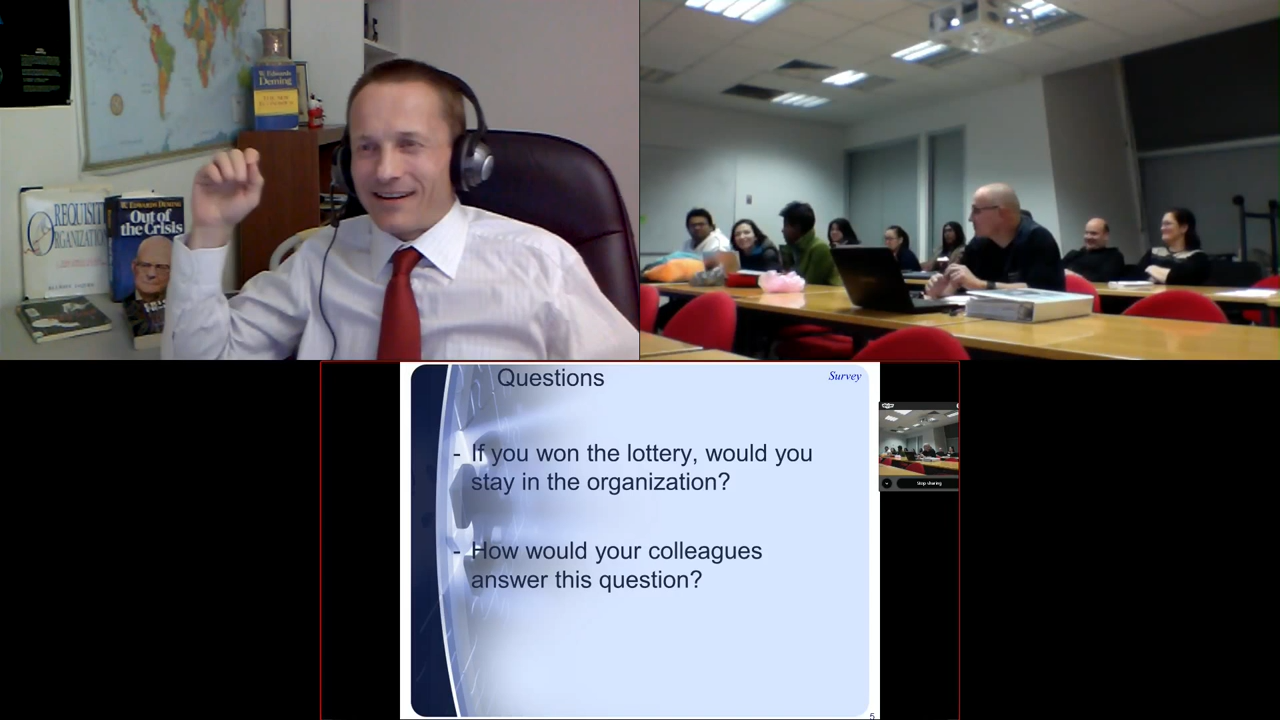 W. Edwards
Deming
REQUISITE
ORGANIZATION
W. EDWARDS DEMING
Out of
the Crisis
Questions
Survey
- If you won the lottery, would you
stay in the organization?
- How would your colleagues
answer this question?
Stop sharing
5